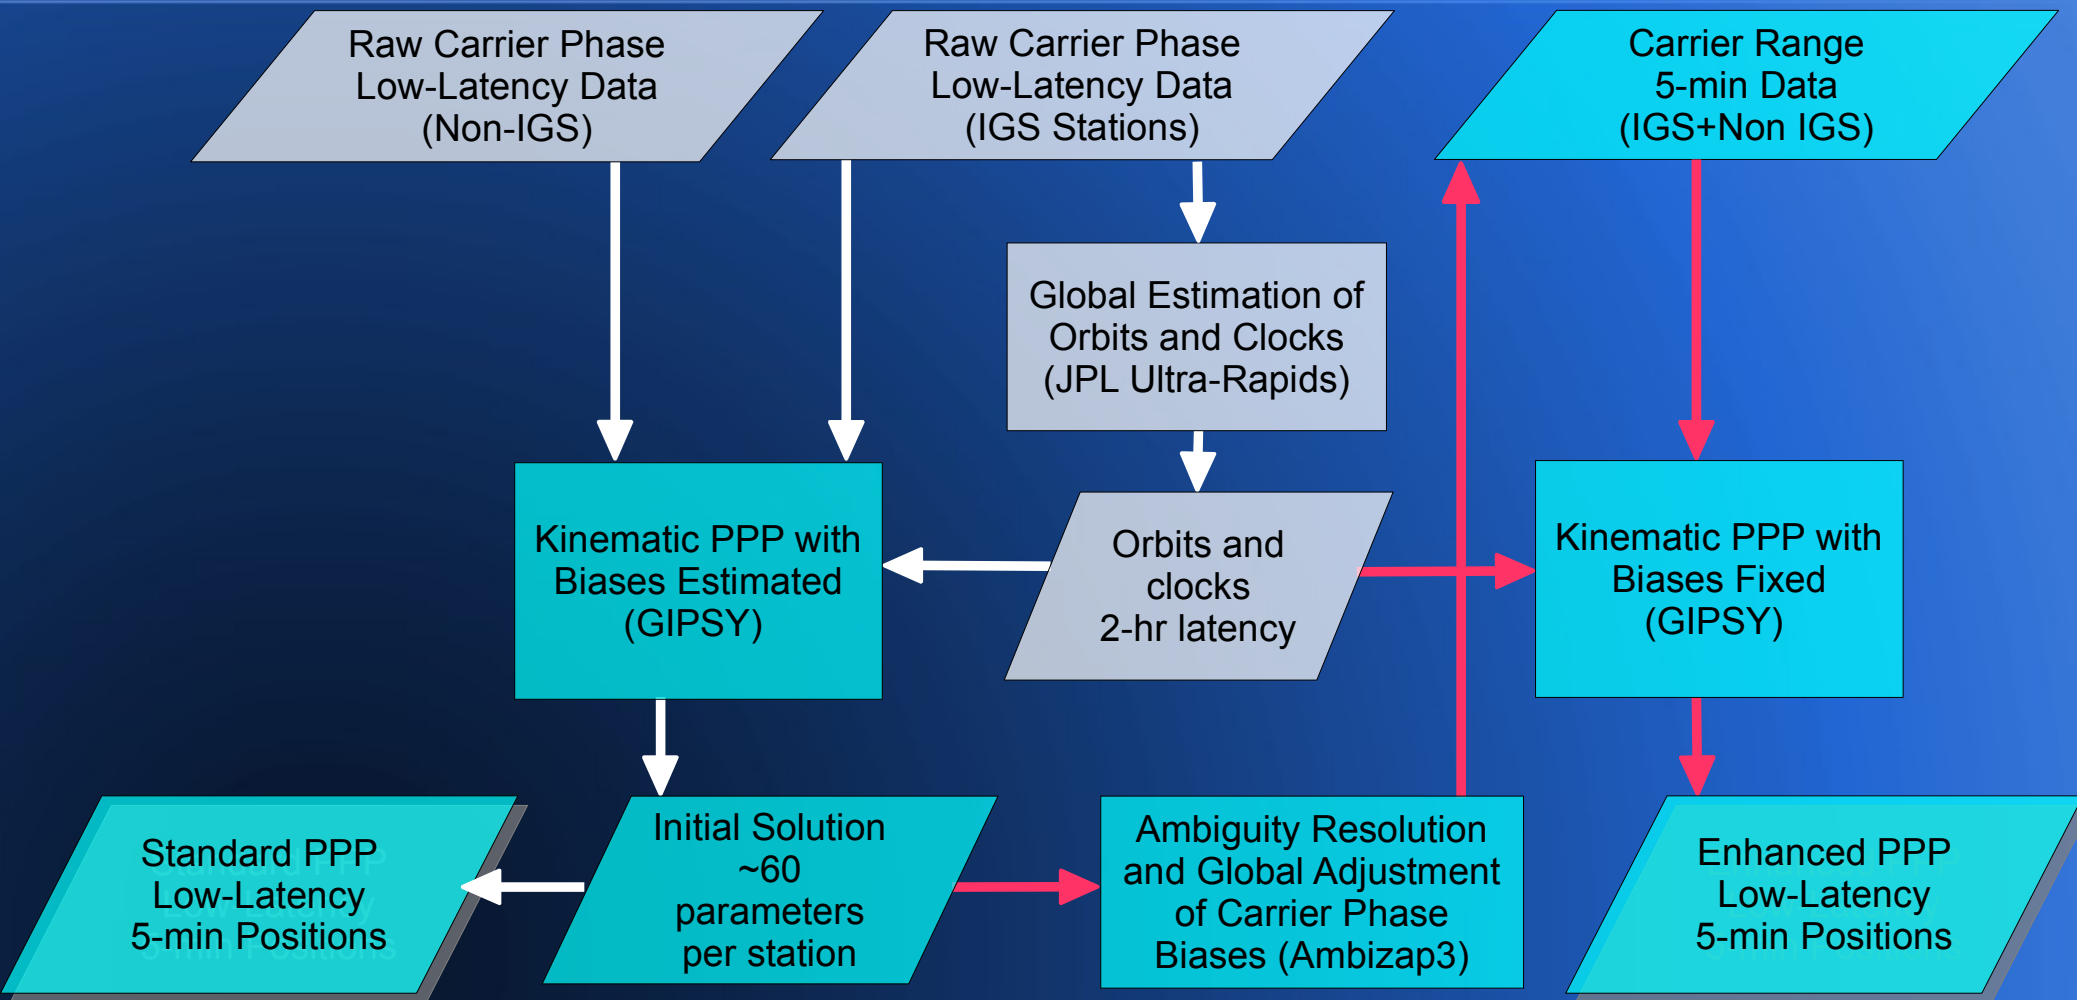 Raw Carrier Phase
Low-Latency Data
(Non-IGS)
Raw Carrier Phase
Low-Latency Data
(IGS Stations)
Carrier Range
5-min Data
(IGS+Non IGS)
Global Estimation of
Orbits and Clocks
(JPL Ultra-Rapids)
Kinematic PPP with
Biases Estimated
(GIPSY)
Orbits and
clocks
2-hr latency
Kinematic PPP with
Biases Fixed
(GIPSY)
Standard PPP
Low-Latency
5-min Positions
Initial Solution
~60
parameters
per station
Ambiguity Resolution
and Global Adjustment
of Carrier Phase
Biases (Ambizap3)
Enhanced PPP
Low-Latency
5-min Positions